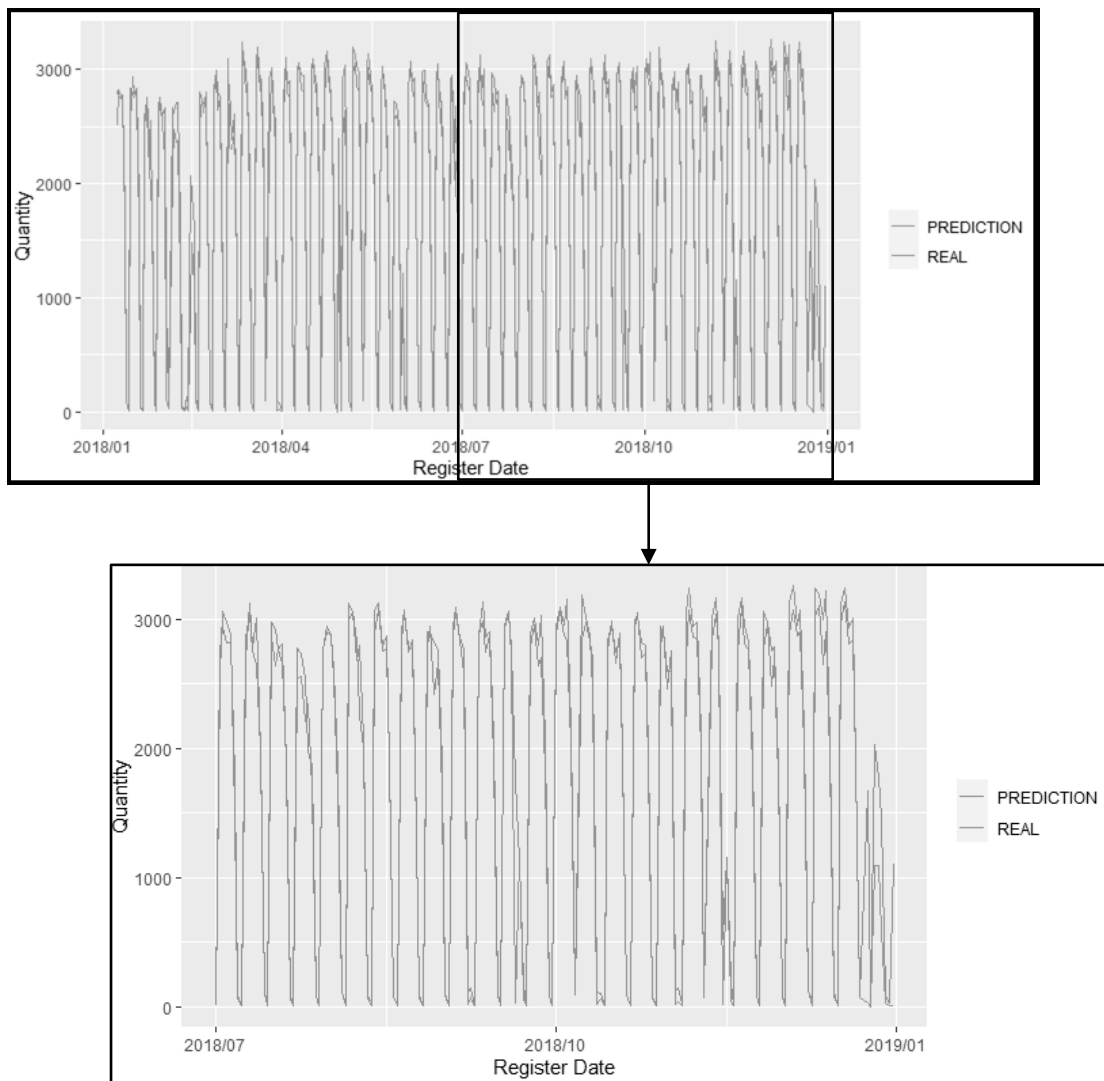 3000
2000
1000
0
Quantity
2018/01
2018/04
2018/07
2018/10
2019/01
Register Date
PREDICTION
REAL
3000
2000
1000
0
Quantity
2018/07
2018/10
2019/01
Register Date
PREDICTION
REAL